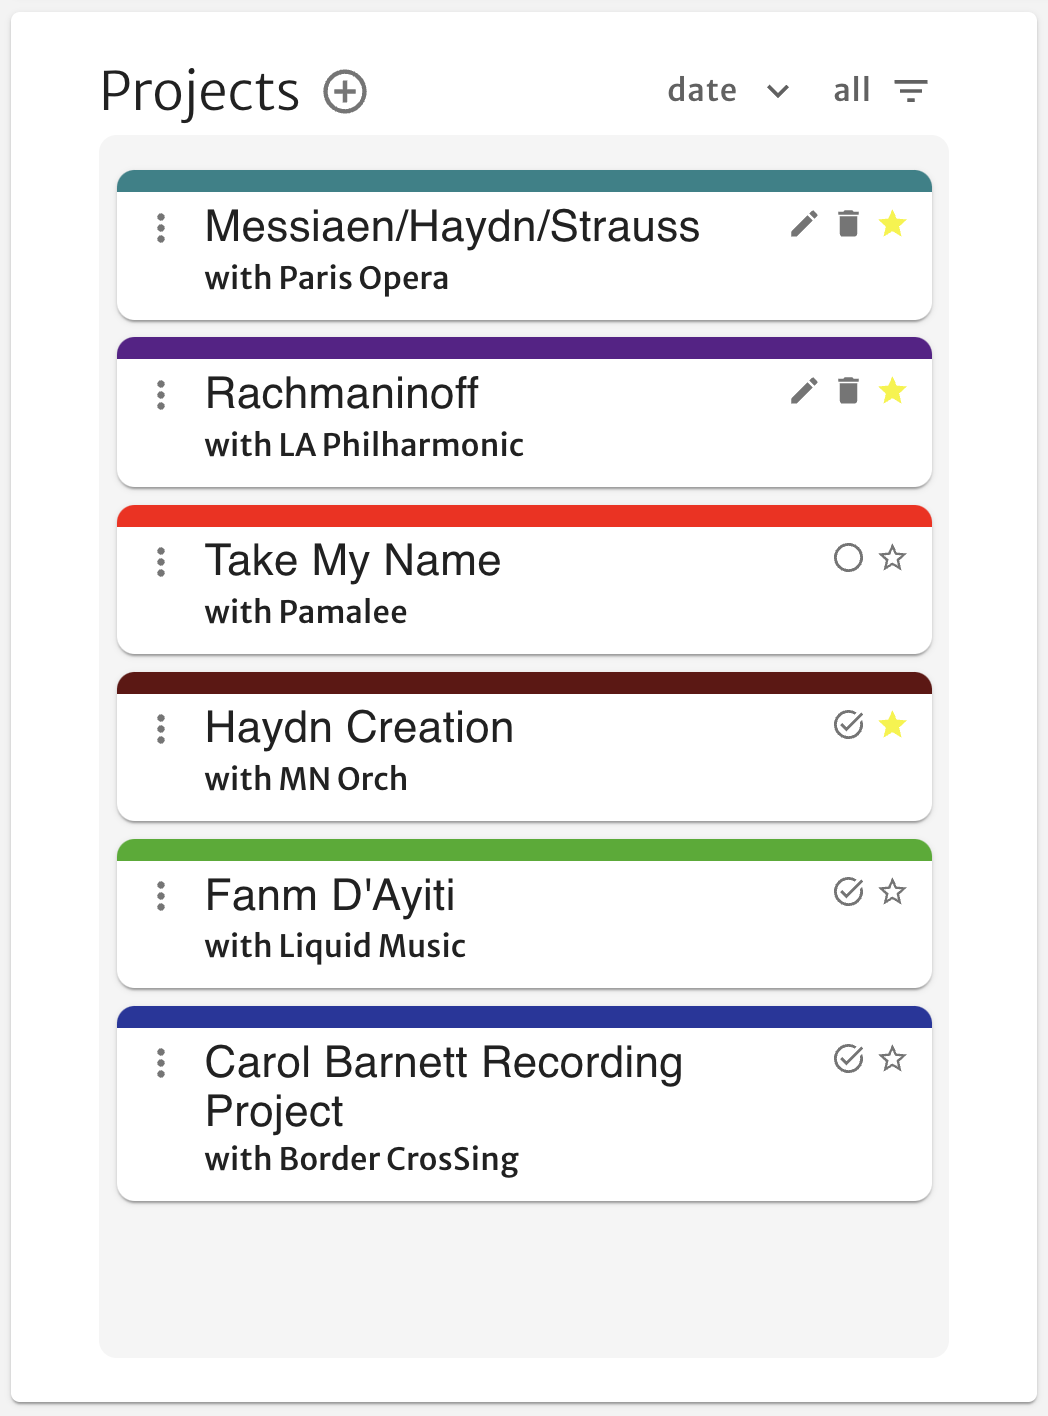 Projects
date all
Messiaen/Haydn/Strauss
with Paris Opera
Rachmaninoff
with LA Philharmonic
Take My Name
with Pamalee
Haydn Creation
with MN Orch
Fanm D'Ayiti
with Liquid Music
Carol Barnett Recording
Project
with Border CrosSing